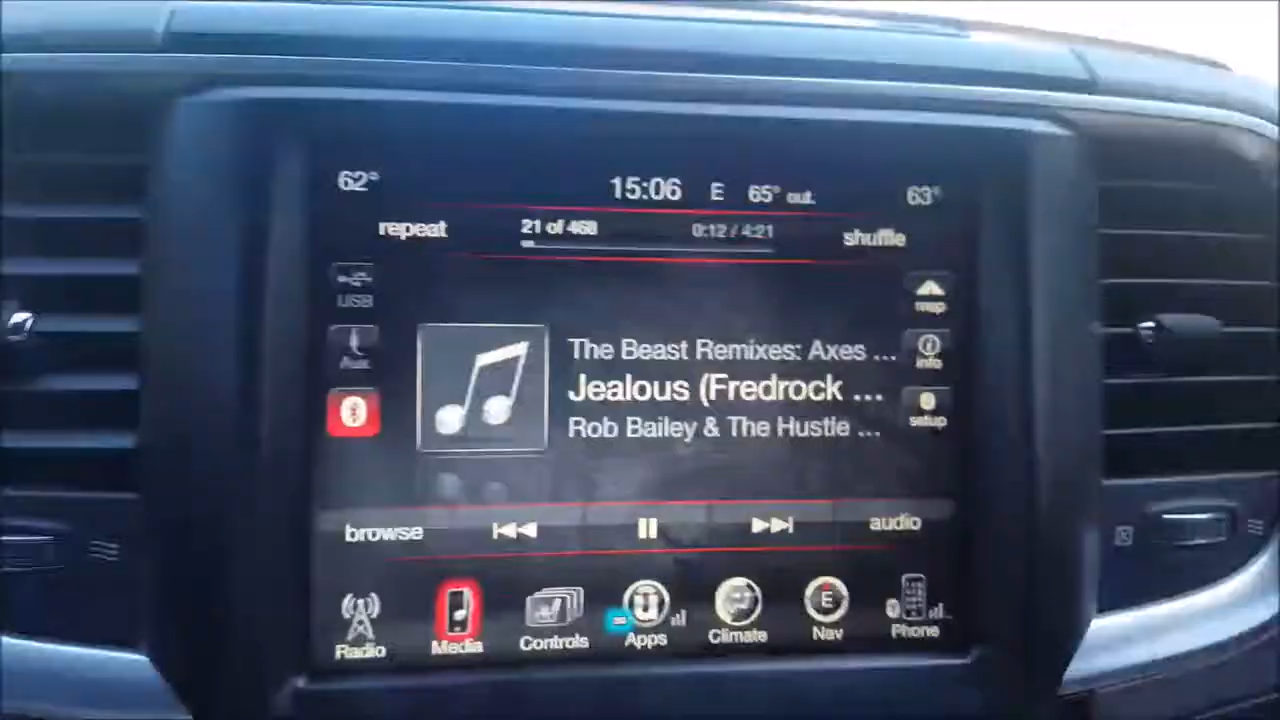 62° 15:06 E 65° out. 63°
repeat 21 of 468 0:12 / 4:21 shuffle
USB
map
Aux
info
The Beast Remixes: Axes ...
Jealous (Fredrock ...
Rob Bailey & The Hustle ...
setup
browse audio
Radio Media Controls Apps Climate E Nav Phone